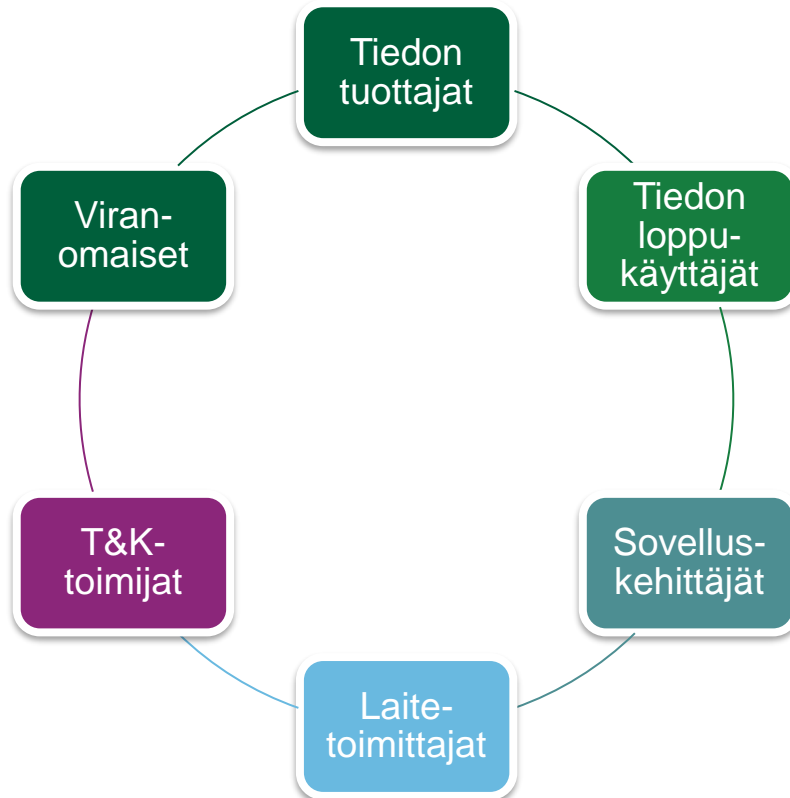 Tiedon
tuottajat
Tiedon
loppu-
käyttäjät
Sovellus-
kehittäjät
Laite-
toimittajat
T&K-
toimijat
Viran-
omaiset